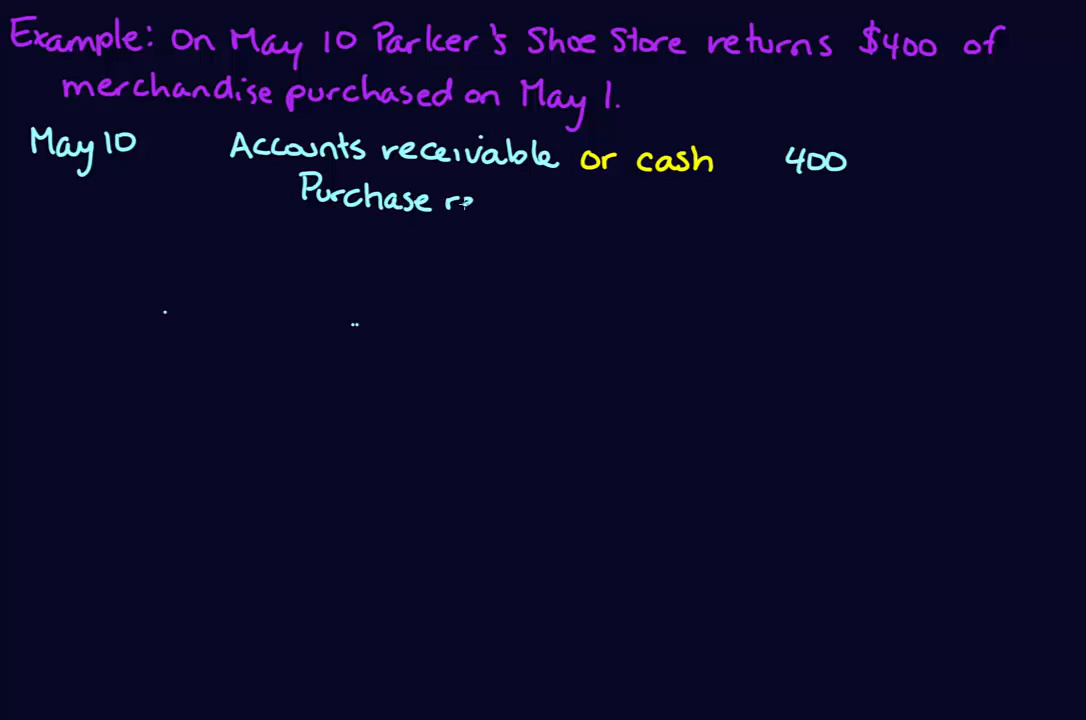 Example: On May 10 Parker's Shoe Store returns $400 of
merchandise purchased on May 1.
May 10 Accounts receivable or cash 400
Purchase r